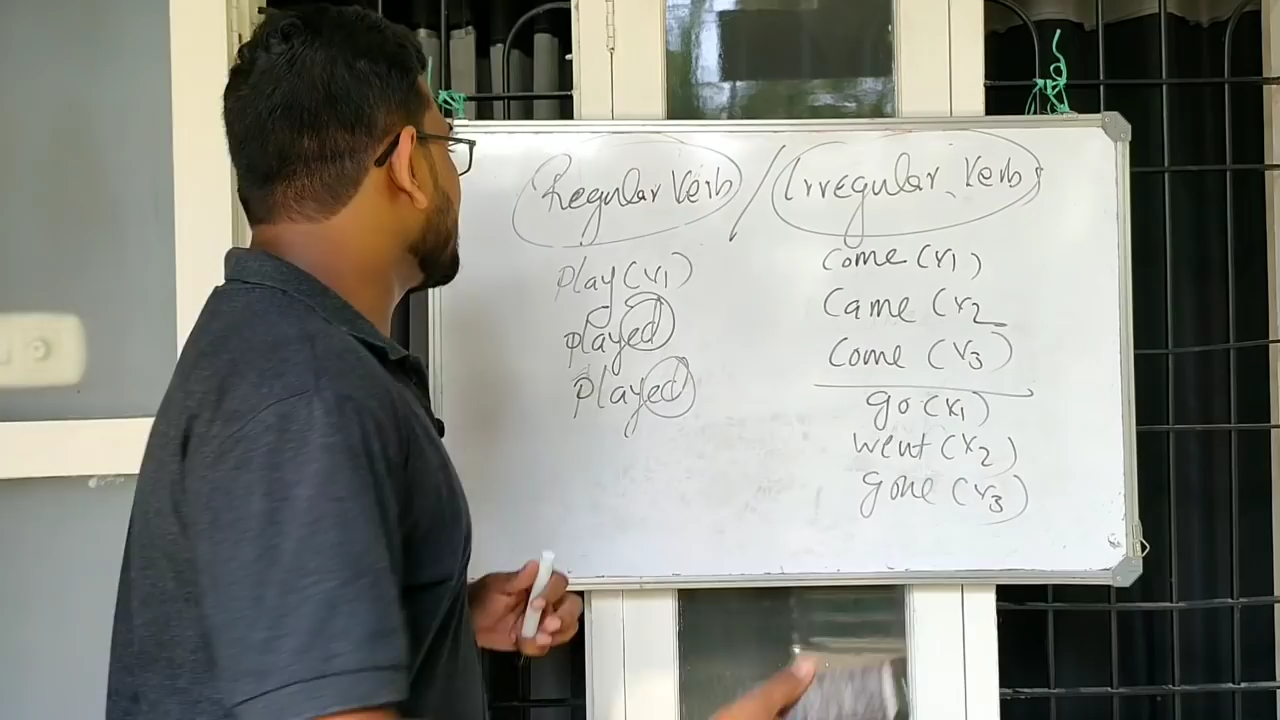 Regular Verb / Irregular Verbs
play (v1)
played
played
Come (v1)
Came (v2
Come (v3)
go (v1)
went (v2)
gone (v3)